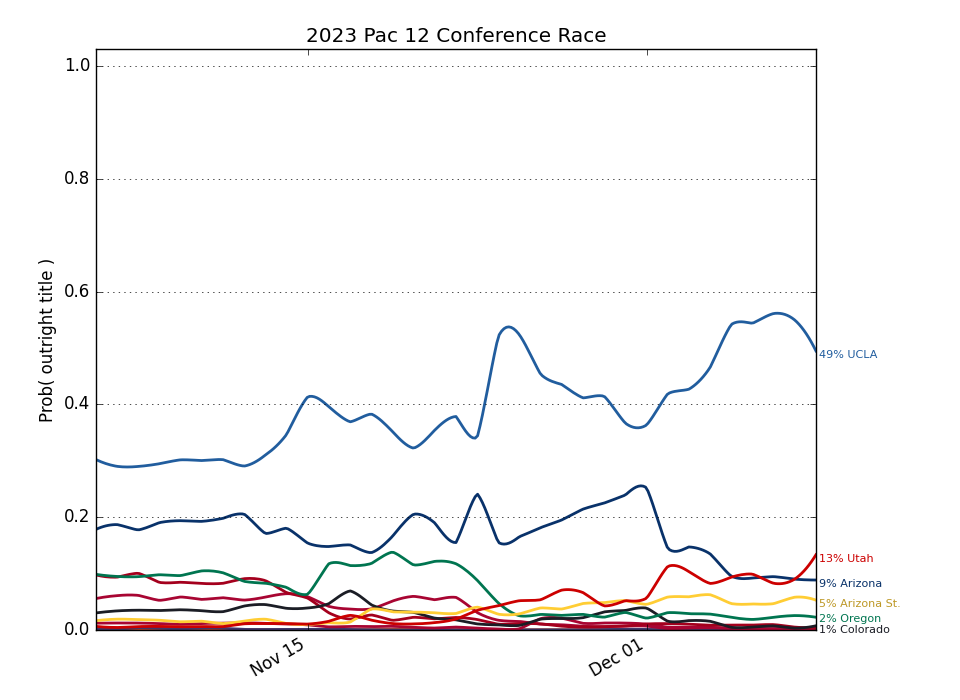 2023 Pac 12 Conference Race
Prob( outright title )
1.0
0.8
0.6
0.4
0.2
0.0
Nov 15
Dec 01
49% UCLA
13% Utah
9% Arizona
5% Arizona St.
2% Oregon
1% Colorado